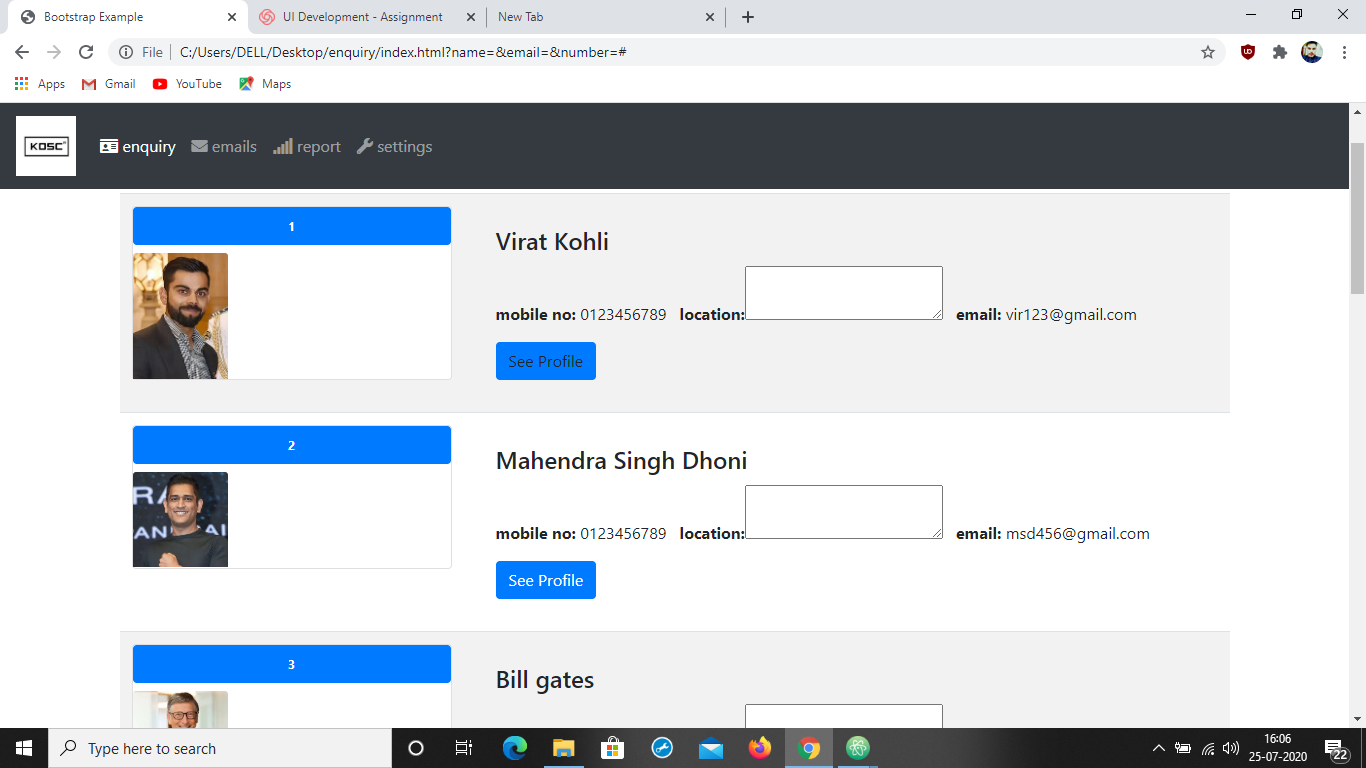 Bootstrap Example
UI Development - Assignment
New Tab
File C:/Users/DELL/Desktop/enquiry/index.html?name=&email=&number=#
Apps Gmail YouTube Maps
KOSC enquiry emails report settings
1
Virat Kohli
mobile no: 0123456789 location: email: vir123@gmail.com
See Profile
2
Mahendra Singh Dhoni
mobile no: 0123456789 location: email: msd456@gmail.com
See Profile
3
Bill gates
Type here to search
16:06
25-07-2020
22